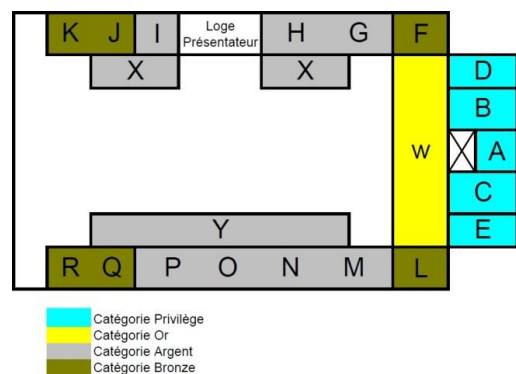 K J I Loge H G F
Présentateur
X X D
B
W A
C
Y E
R Q P O N M L
Catégorie Privilège
Catégorie Or
Catégorie Argent
Catégorie Bronze